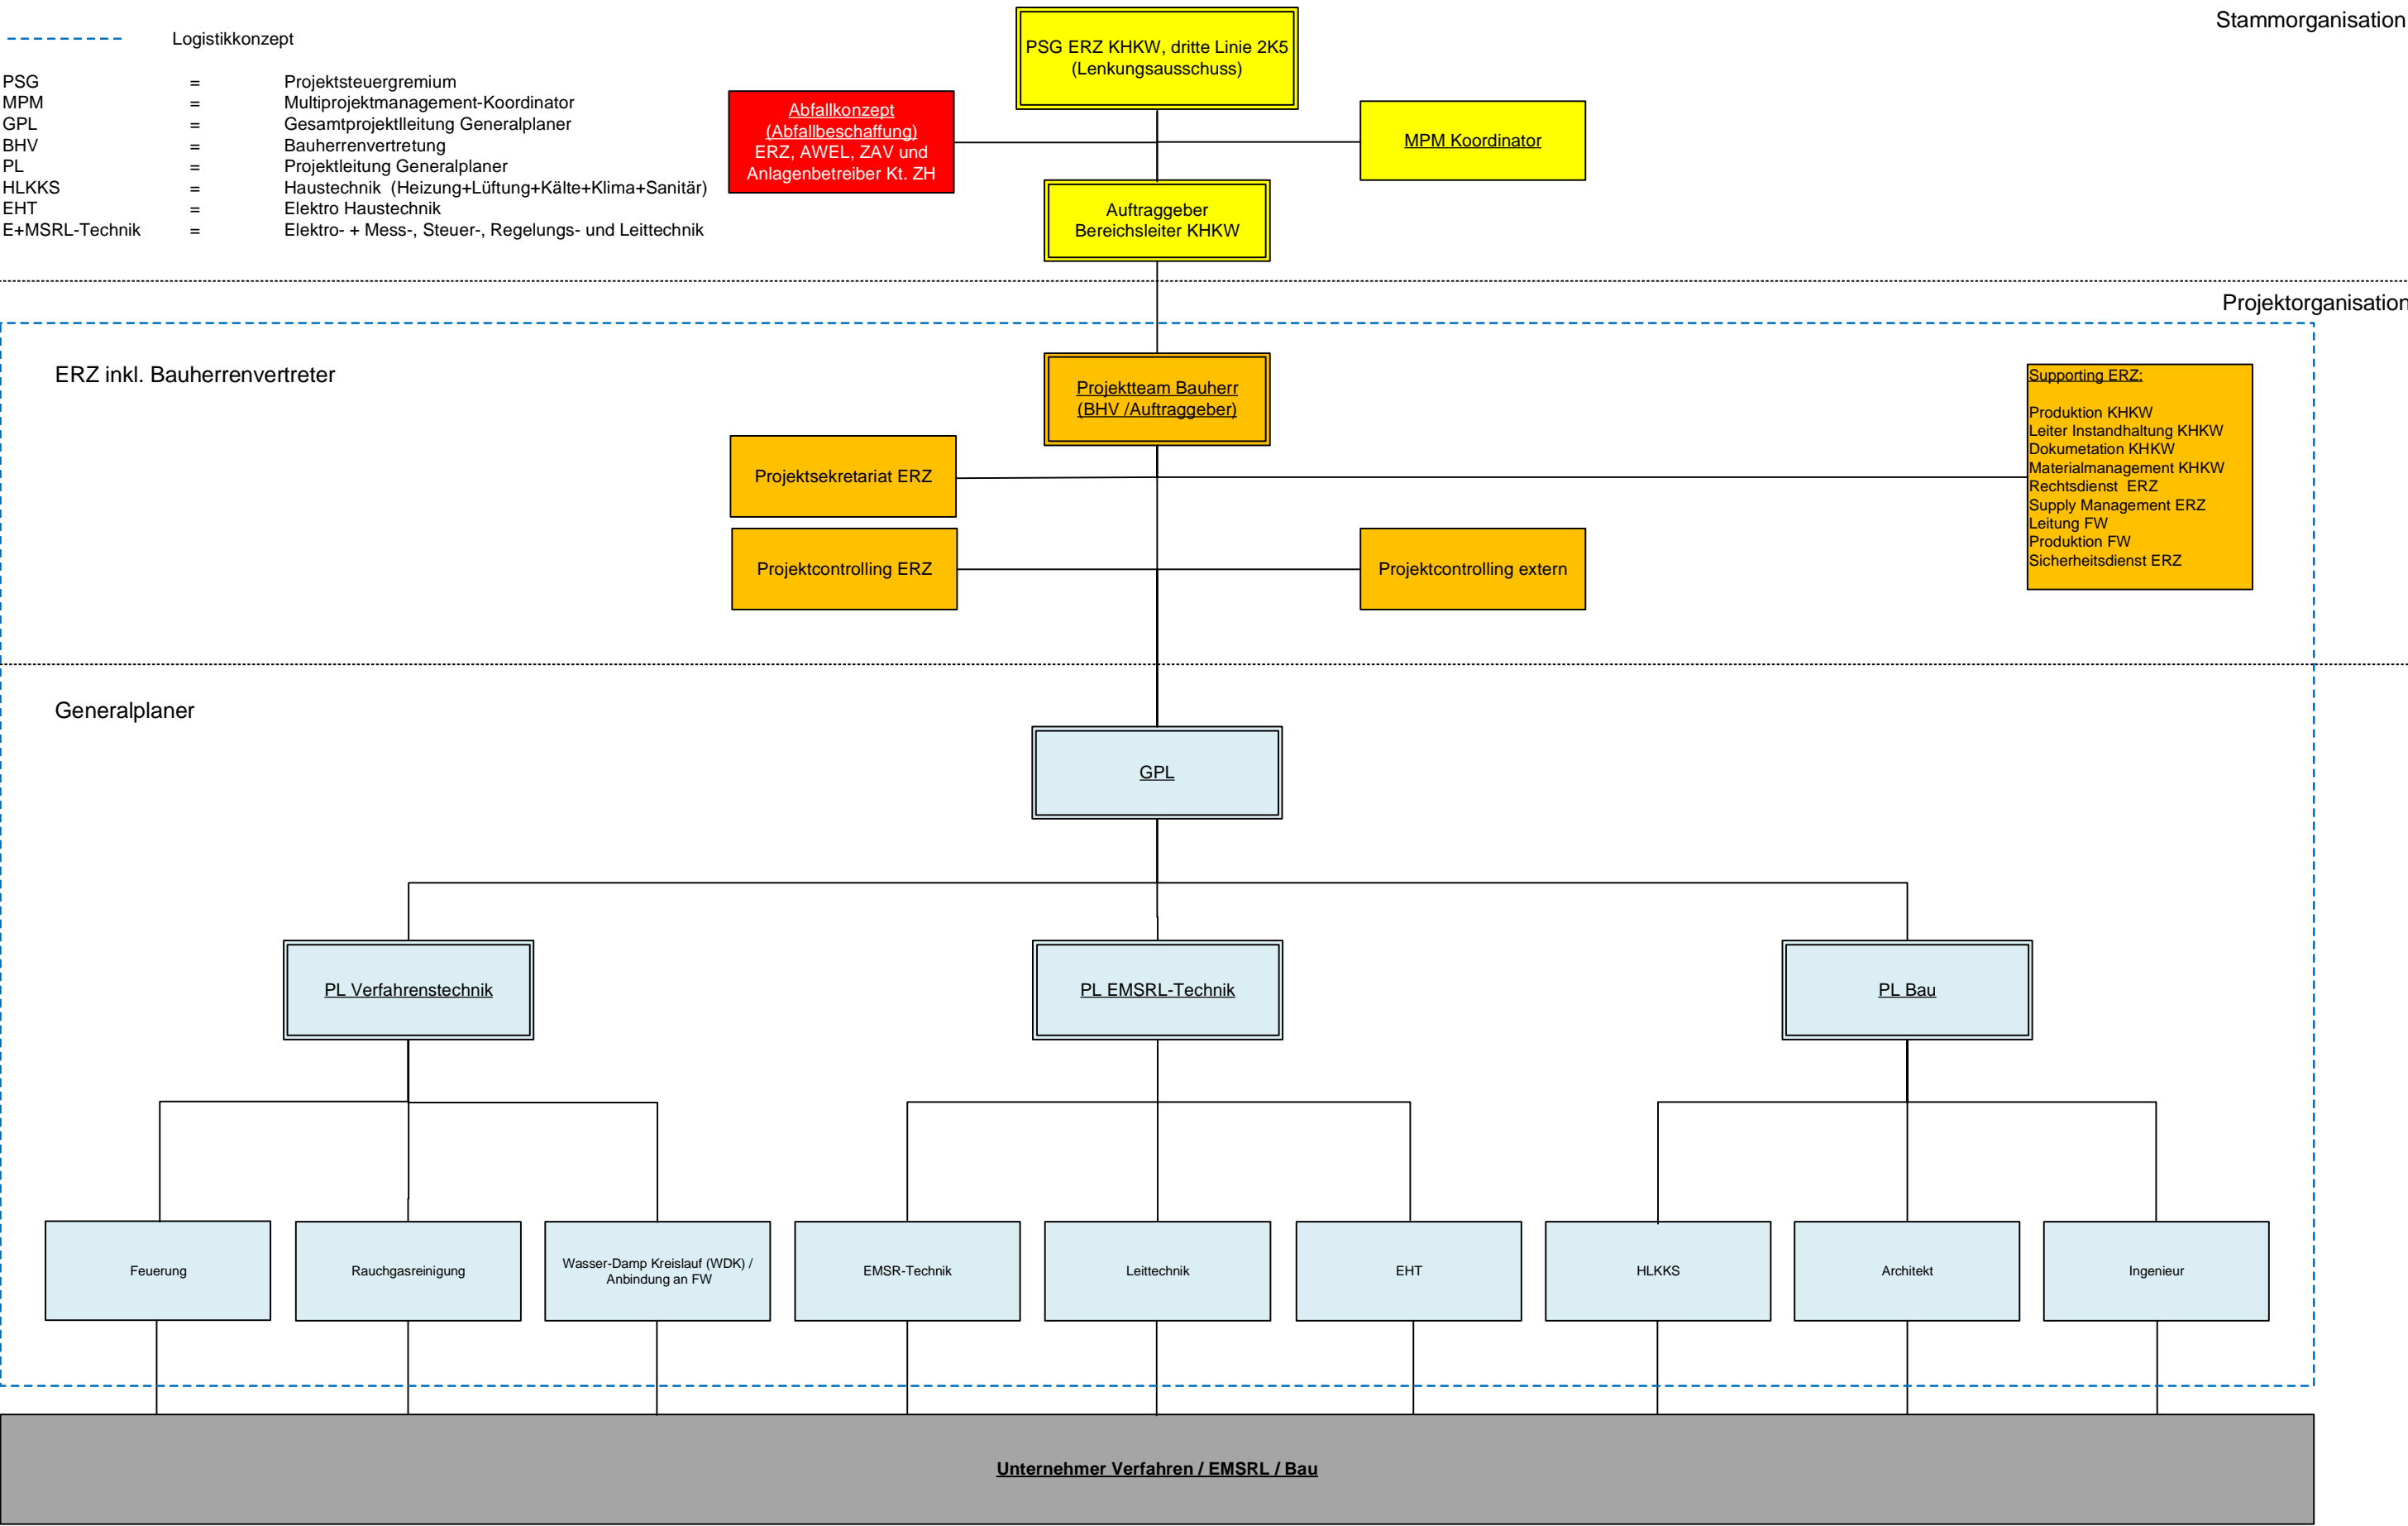 Stammorganisation
Logistikkonzept
PSG = Projektsteuergremium
MPM = Multiprojektmanagement-Koordinator
GPL = Gesamtprojektlleitung Generalplaner
BHV = Bauherrenvertretung
PL = Projektleitung Generalplaner
HLKKS = Haustechnik (Heizung+Lüftung+Kälte+Klima+Sanitär)
EHT = Elektro Haustechnik
E+MSRL-Technik = Elektro- + Mess-, Steuer-, Regelungs- und Leittechnik
PSG ERZ KHKW, dritte Linie 2K5
(Lenkungsausschuss)
Abfallkonzept
(Abfallbeschaffung)
ERZ, AWEL, ZAV und
Anlagenbetreiber Kt. ZH
MPM Koordinator
Auftraggeber
Bereichsleiter KHKW
Projektorganisation
ERZ inkl. Bauherrenvertreter
Projektteam Bauherr
(BHV /Auftraggeber)
Supporting ERZ:
Produktion KHKW
Leiter Instandhaltung KHKW
Dokumetation KHKW
Materialmanagement KHKW
Rechtsdienst ERZ
Supply Management ERZ
Leitung FW
Produktion FW
Sicherheitsdienst ERZ
Projektsekretariat ERZ
Projektcontrolling ERZ
Projektcontrolling extern
Generalplaner
GPL
PL Verfahrenstechnik
PL EMSRL-Technik
PL Bau
Feuerung
Rauchgasreinigung
Wasser-Damp Kreislauf (WDK) /
Anbindung an FW
EMSR-Technik
Leittechnik
EHT
HLKKS
Architekt
Ingenieur
Unternehmer Verfahren / EMSRL / Bau